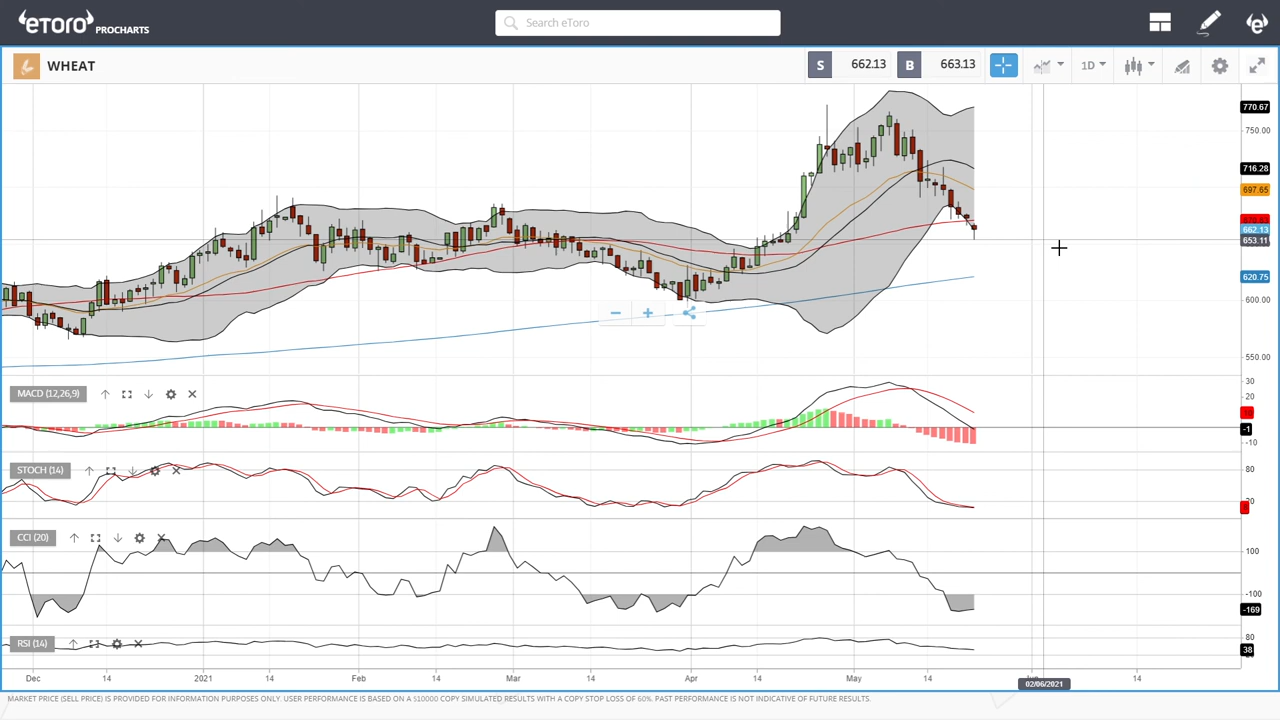 eToro PROCHARTS
Search eToro
WHEAT
S 662.13 B 663.13
1D
770.67
750.00
716.28
697.65
662.13
653.11
620.75
600.00
550.00
MACD (12,26,9)
30
20
-1
-10
STOCH (14)
80
20
CCI (20)
100
-100
-169
RSI (14)
80
38
Dec 14 2021 14 Feb 14 Mar 14 Apr 14 May 14 14
02/06/2021
MARKET PRICE (SELL PRICE) IS PROVIDED FOR INFORMATION PURPOSES ONLY. USER PERFORMANCE IS BASED ON A $10000 COPY SIMULATED RESULTS WITH A COPY STOP LOSS OF 60%. PAST PERFORMANCE IS NOT INDICATIVE OF FUTURE RESULTS.